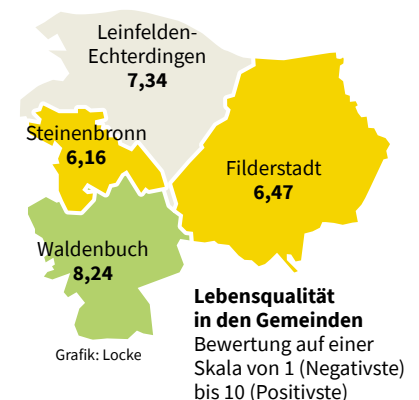 Leinfelden-
Echterdingen
7,34
Steinenbronn
6,16
Filderstadt
6,47
Waldenbuch
8,24
Lebensqualität
in den Gemeinden
Bewertung auf einer
Skala von 1 (Negativste)
bis 10 (Positivste)
Grafik: Locke